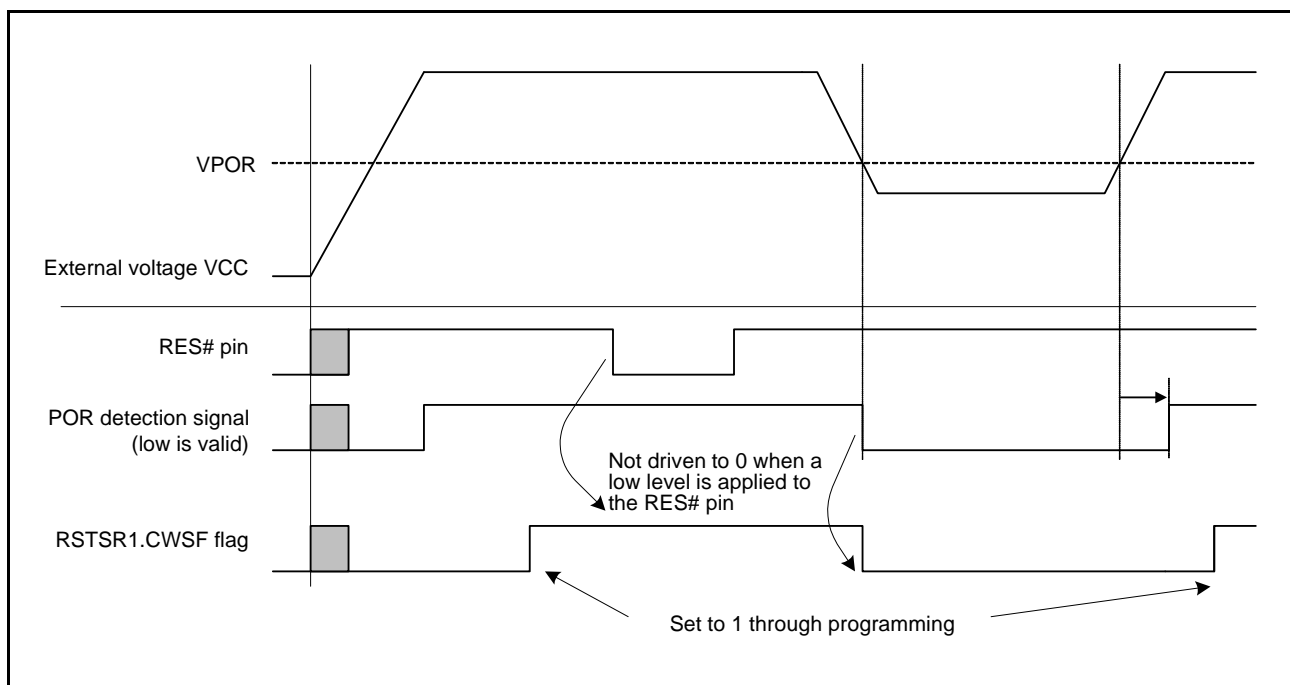 VPOR
External voltage VCC
RES# pin
POR detection signal
(low is valid)
Not driven to 0 when a
low level is applied to
the RES# pin
RSTSR1.CWSF flag
Set to 1 through programming